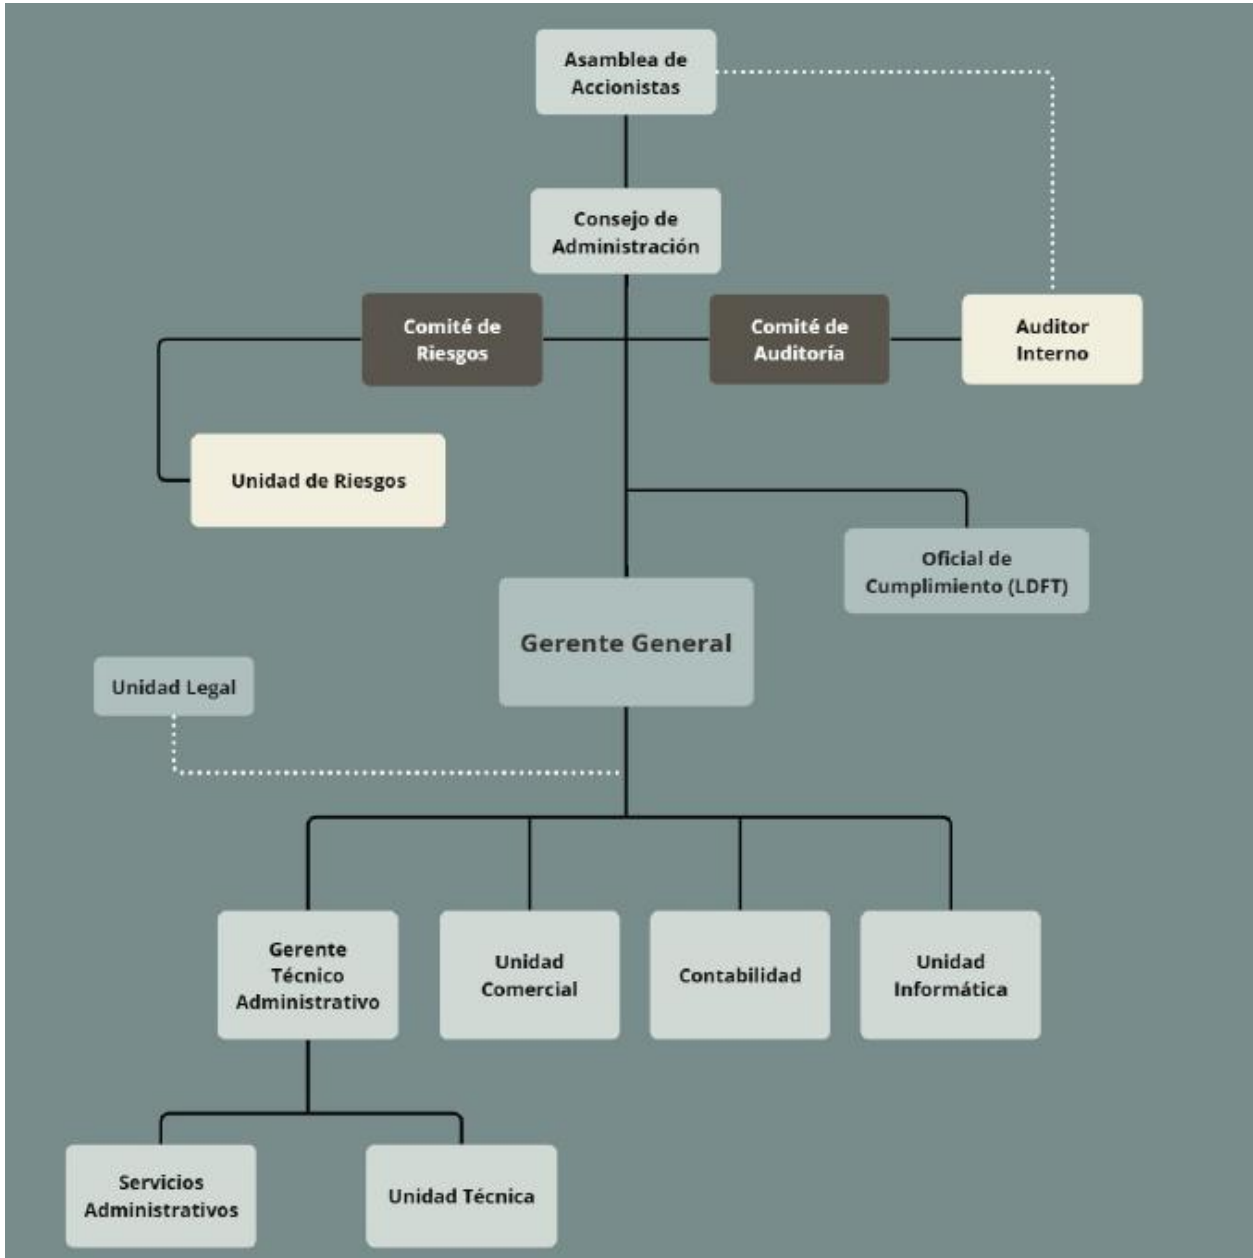 Asamblea de
Accionistas
Consejo de
Administración
Comité de
Riesgos
Comité de
Auditoría
Auditor
Interno
Unidad de Riesgos
Oficial de
Cumplimiento (LDFT)
Gerente General
Unidad Legal
Gerente
Técnico
Administrativo
Unidad
Comercial
Contabilidad
Unidad
Informática
Servicios
Administrativos
Unidad Técnica